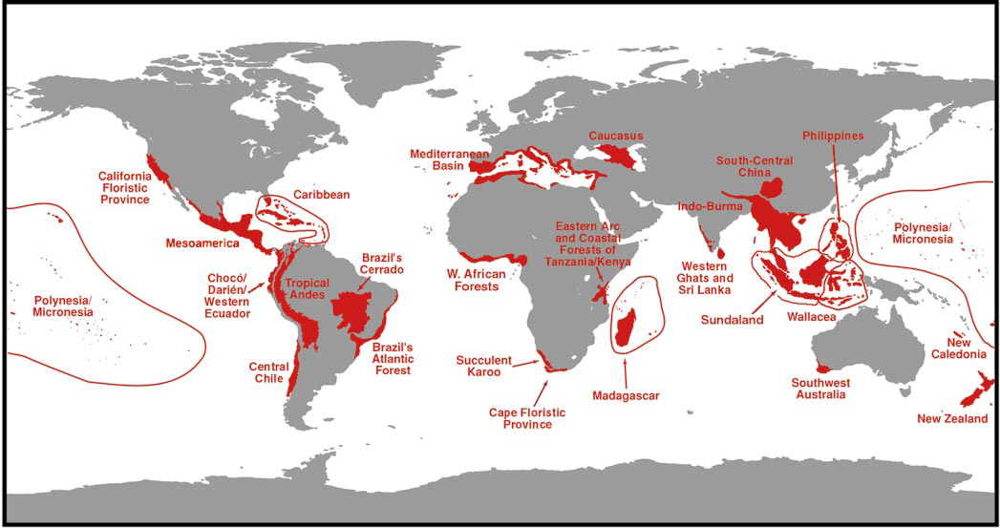 Philippines
Caucasus
Mediterranean
Basin
South-Central
China
California
Floristic
Province
Caribbean
Indo-Burma
Mesoamerica
Eastern Arc
and Coastal
Forests of
Tanzania/Kenya
Polynesia/
Micronesia
Brazil's
Cerrado
W. African
Forests
Western
Ghats and
Sri Lanka
Chocó/
Darién/
Western
Ecuador
Tropical
Andes
Polynesia/
Micronesia
Sundaland
Wallacea
Brazil's
Atlantic
Forest
New
Caledonia
Central
Chile
Succulent
Karoo
Madagascar
Southwest
Australia
Cape Floristic
Province
New Zealand